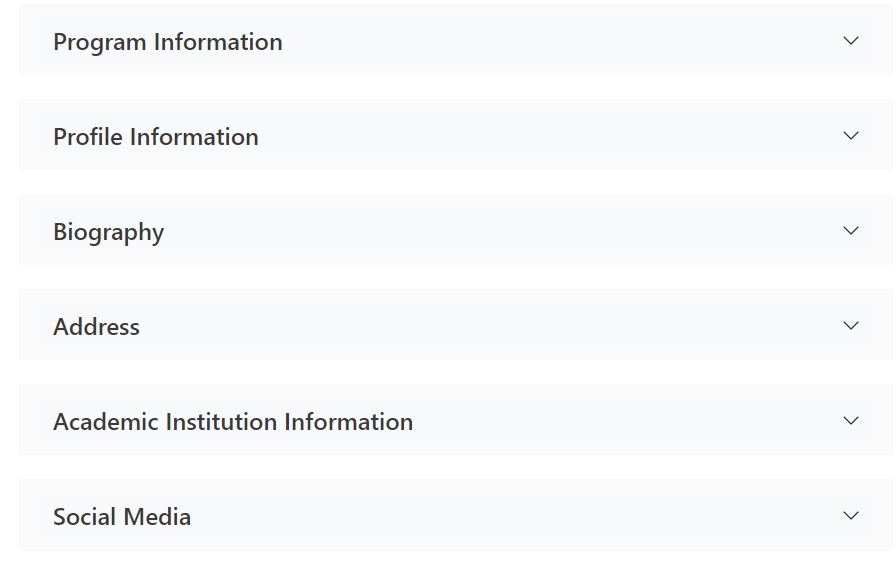 Program Information
Profile Information
Biography
Address
Academic Institution Information
Social Media